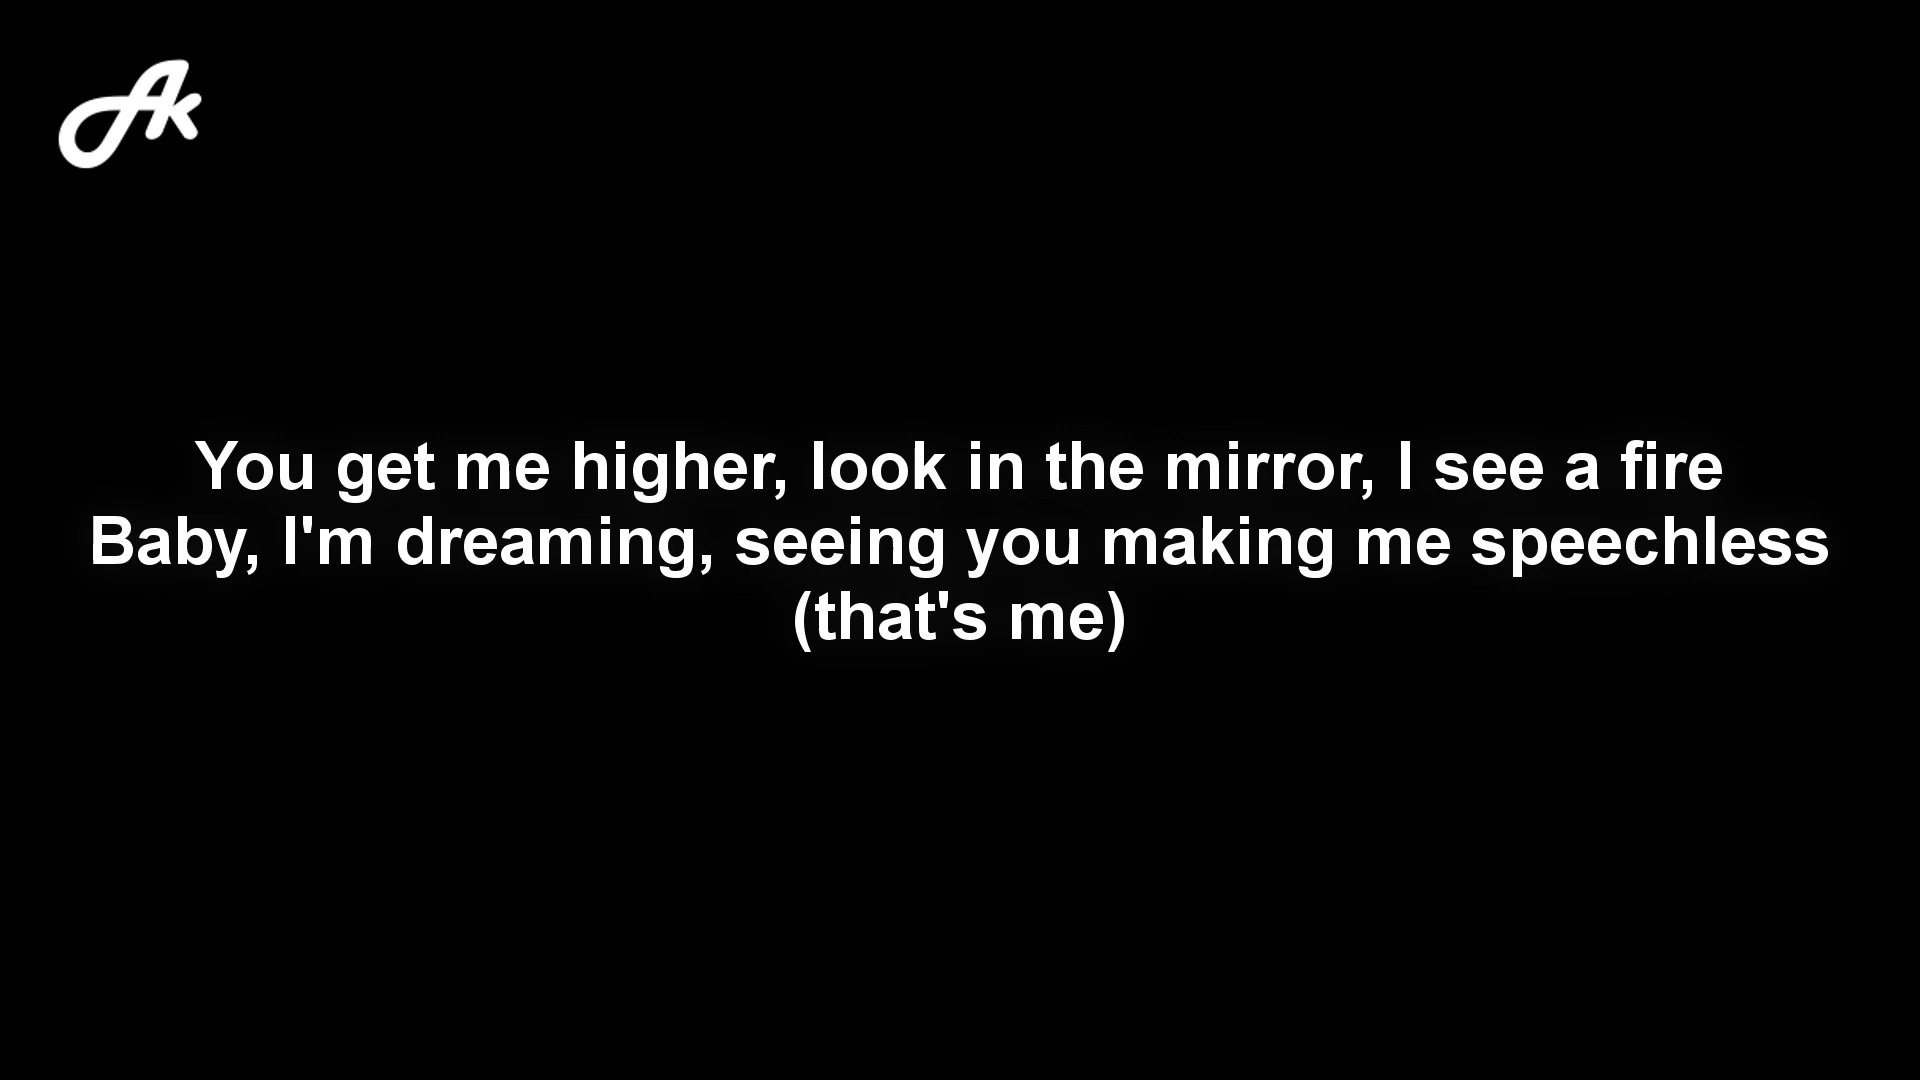 Ak
You get me higher, look in the mirror, I see a fire
Baby, I'm dreaming, seeing you making me speechless
(that's me)